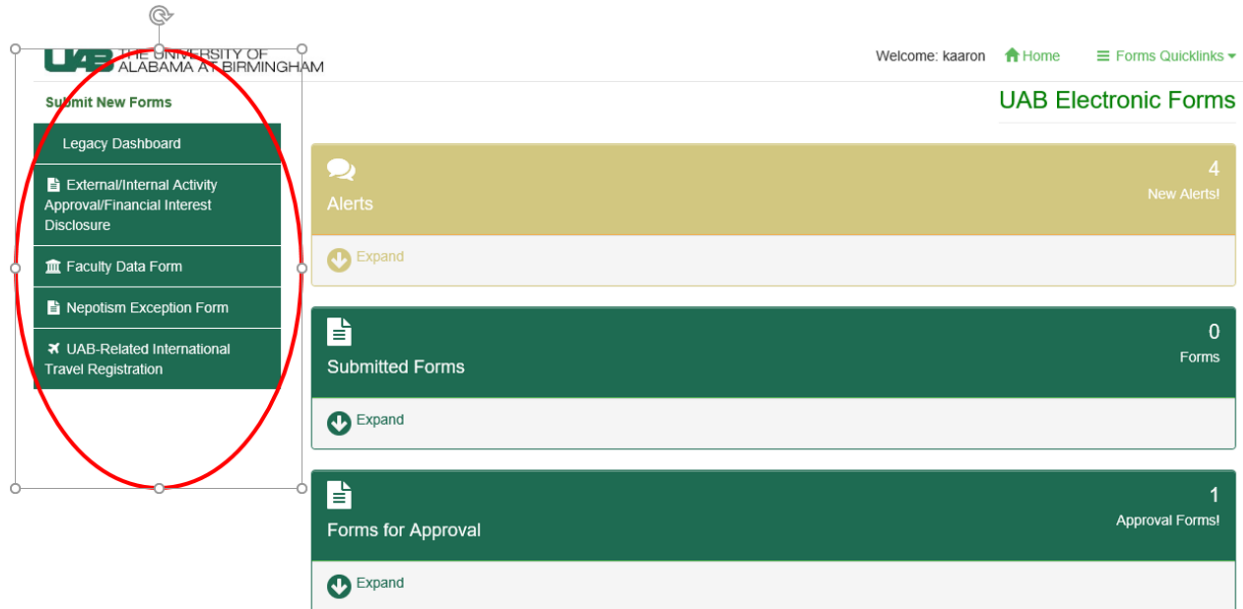 UAB THE UNIVERSITY OF
ALABAMA AT BIRMINGHAM
Welcome: kaaron Home Forms Quicklinks
Submit New Forms
UAB Electronic Forms
Legacy Dashboard
External/Internal Activity
Approval/Financial Interest
Disclosure
Faculty Data Form
Nepotism Exception Form
UAB-Related International
Travel Registration
4
Alerts
New Alerts!
Expand
0
Submitted Forms
Forms
Expand
1
Forms for Approval
Approval Forms!
Expand